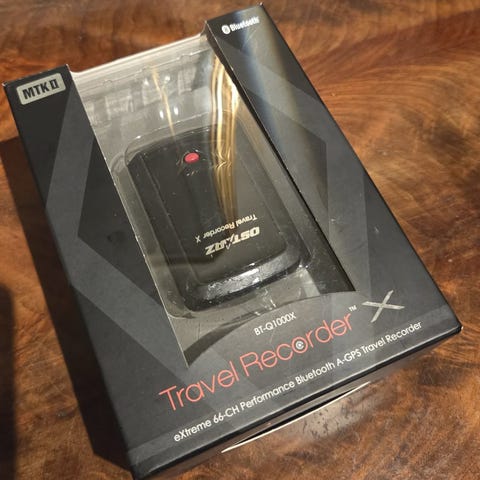 Bluetooth
MTK II
QSTARZ
Travel Recorder X
BT-Q1000X
Travel Recorder™ X
eXtreme 66-CH Performance Bluetooth A-GPS Travel Recorder